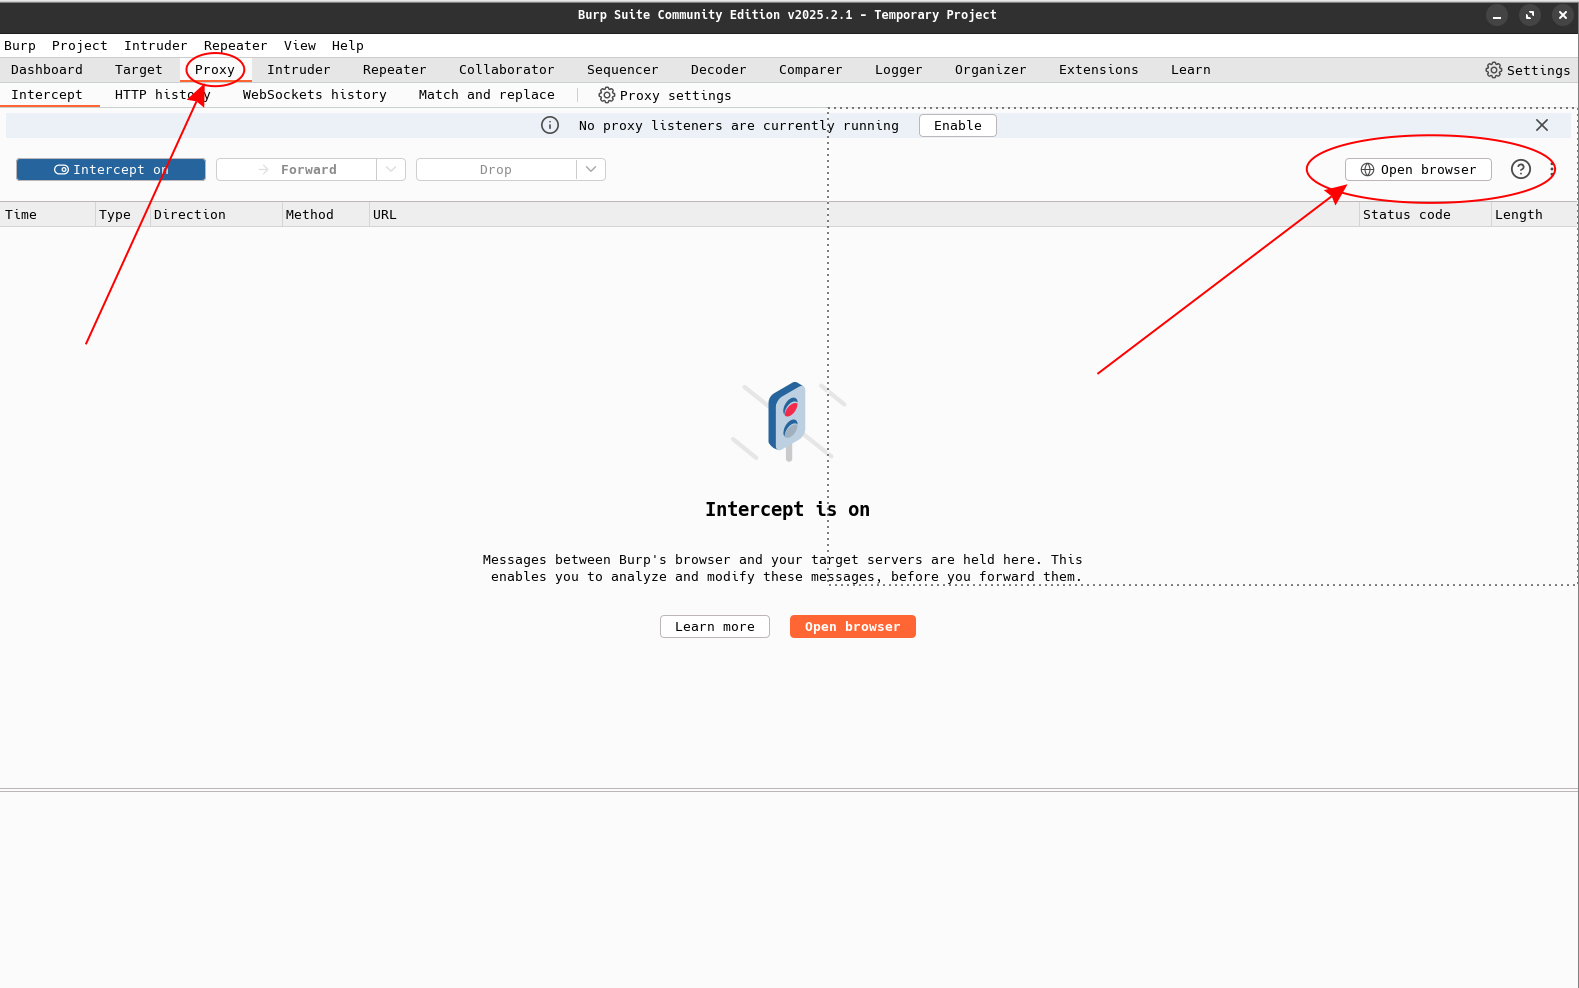 Burp Suite Community Edition v2025.2.1 - Temporary Project
Burp Project Intruder Repeater View Help
Dashboard Target Proxy Intruder Repeater Collaborator Sequencer Decoder Comparer Logger Organizer Extensions Learn Settings
Intercept HTTP history WebSockets history Match and replace Proxy settings
No proxy listeners are currently running Enable
Intercept on Forward Drop Open browser
Time Type Direction Method URL Status code Length
Intercept is on
Messages between Burp's browser and your target servers are held here. This
enables you to analyze and modify these messages, before you forward them.
Learn more Open browser